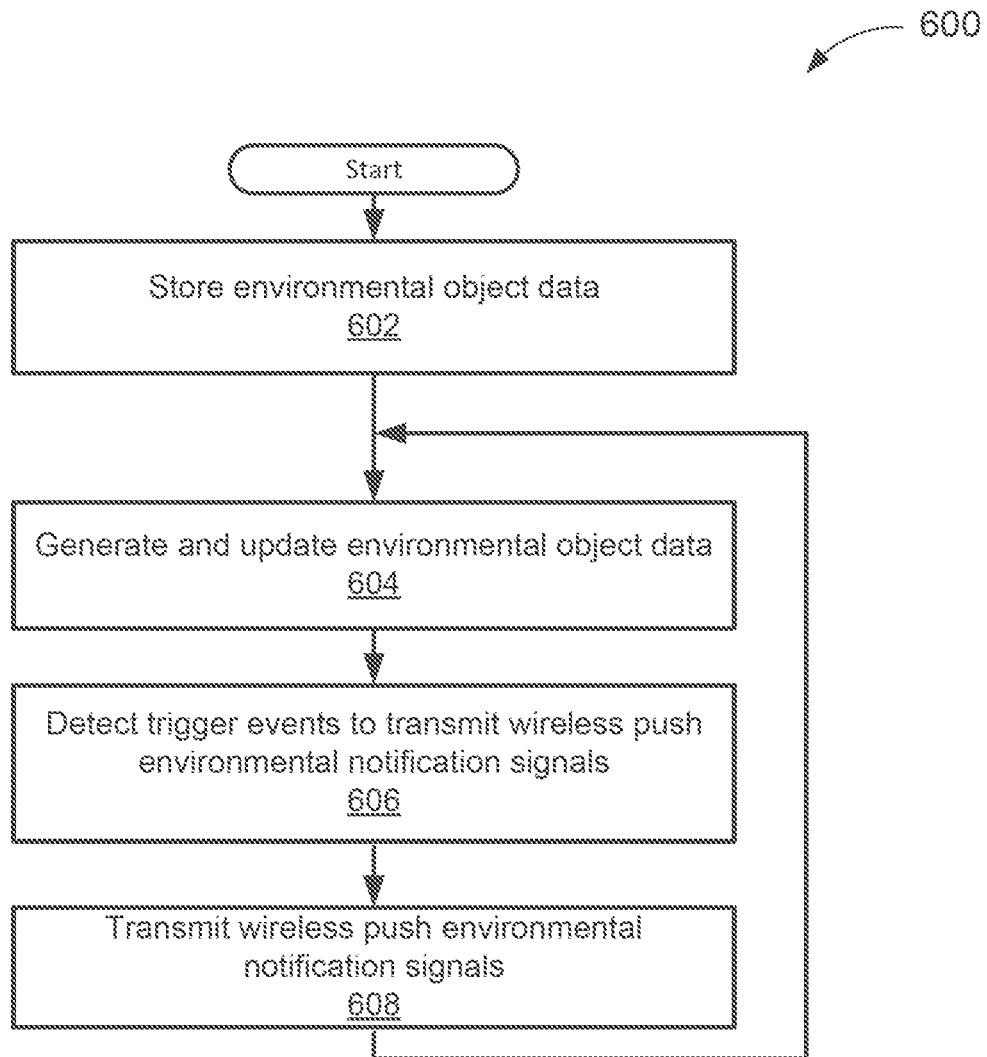 600
Start
Store environmental object data
602
Generate and update environmental object data
604
Detect trigger events to transmit wireless push
environmental notification signals
606
Transmit wireless push environmental
notification signals
608